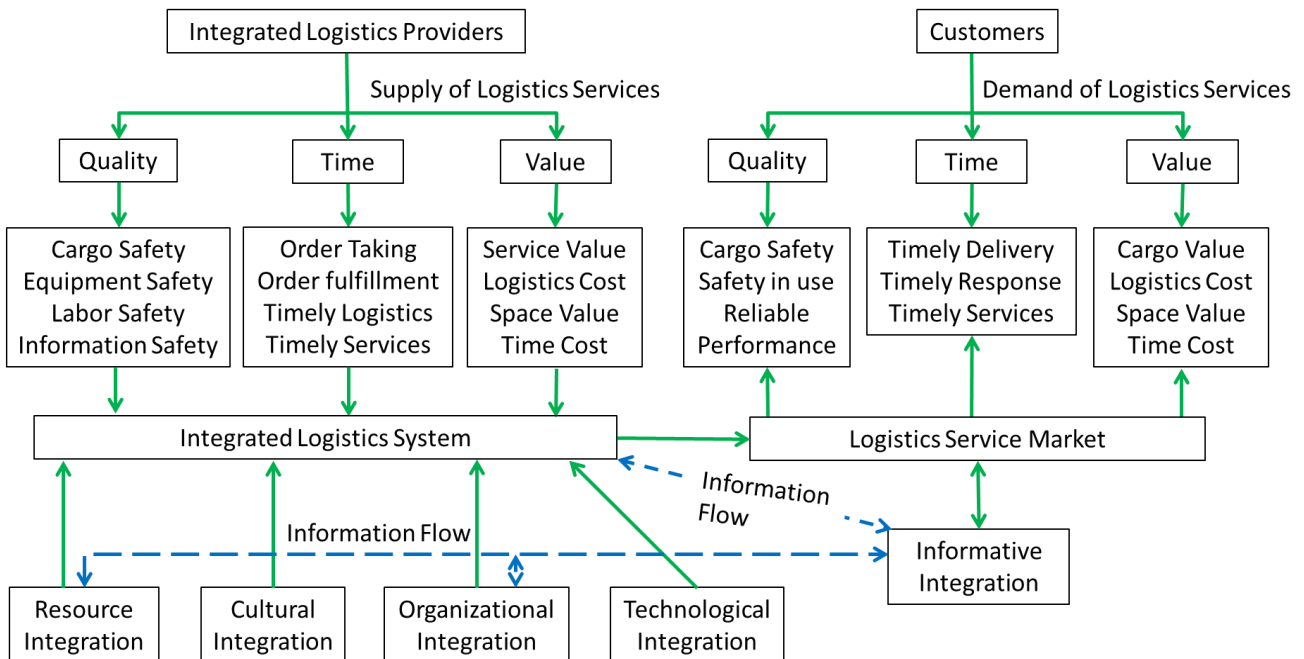 Integrated Logistics Providers
Customers
Supply of Logistics Services
Demand of Logistics Services
Quality
Time
Value
Quality
Time
Value
Cargo Safety
Equipment Safety
Labor Safety
Information Safety
Order Taking
Order fulfillment
Timely Logistics
Timely Services
Service Value
Logistics Cost
Space Value
Time Cost
Cargo Safety
Safety in use
Reliable
Performance
Timely Delivery
Timely Response
Timely Services
Cargo Value
Logistics Cost
Space Value
Time Cost
Integrated Logistics System
Logistics Service Market
Information
Flow
Information Flow
Informative
Integration
Resource
Integration
Cultural
Integration
Organizational
Integration
Technological
Integration